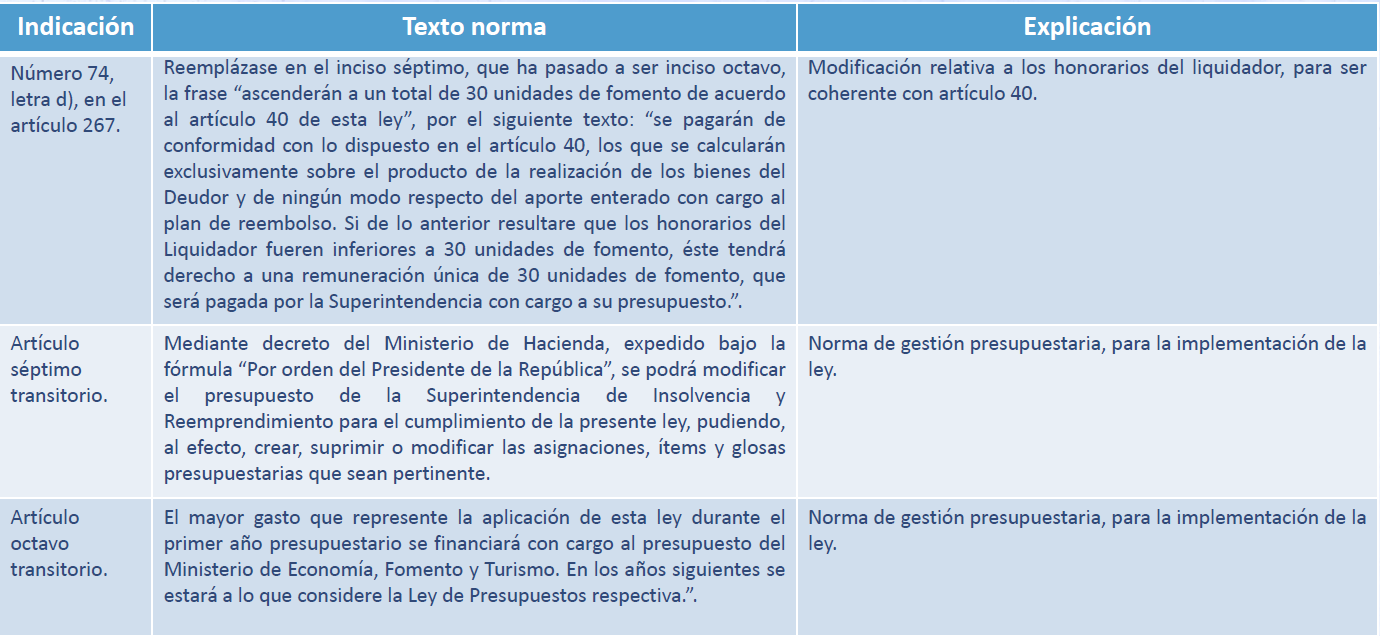 Indicación
Texto norma
Explicación
Número 74,
letra d), en el
artículo 267.
Reemplázase en el inciso séptimo, que ha pasado a ser inciso octavo,
la frase “ascenderán a un total de 30 unidades de fomento de acuerdo
al artículo 40 de esta ley”, por el siguiente texto: “se pagarán de
conformidad con lo dispuesto en el artículo 40, los que se calcularán
exclusivamente sobre el producto de la realización de los bienes del
Deudor y de ningún modo respecto del aporte enterado con cargo al
plan de reembolso. Si de lo anterior resultare que los honorarios del
Liquidador fueren inferiores a 30 unidades de fomento, éste tendrá
derecho a una remuneración única de 30 unidades de fomento, que
será pagada por la Superintendencia con cargo a su presupuesto.”.
Modificación relativa a los honorarios del liquidador, para ser
coherente con artículo 40.
Artículo
séptimo
transitorio.
Mediante decreto del Ministerio de Hacienda, expedido bajo la
fórmula “Por orden del Presidente de la República”, se podrá modificar
el presupuesto de la Superintendencia de Insolvencia y
Reemprendimiento para el cumplimiento de la presente ley, pudiendo,
al efecto, crear, suprimir o modificar las asignaciones, ítems y glosas
presupuestarias que sean pertinente.
Norma de gestión presupuestaria, para la implementación de la
ley.
Artículo
octavo
transitorio.
El mayor gasto que represente la aplicación de esta ley durante el
primer año presupuestario se financiará con cargo al presupuesto del
Ministerio de Economía, Fomento y Turismo. En los años siguientes se
estará a lo que considere la Ley de Presupuestos respectiva.”.
Norma de gestión presupuestaria, para la implementación de la
ley.